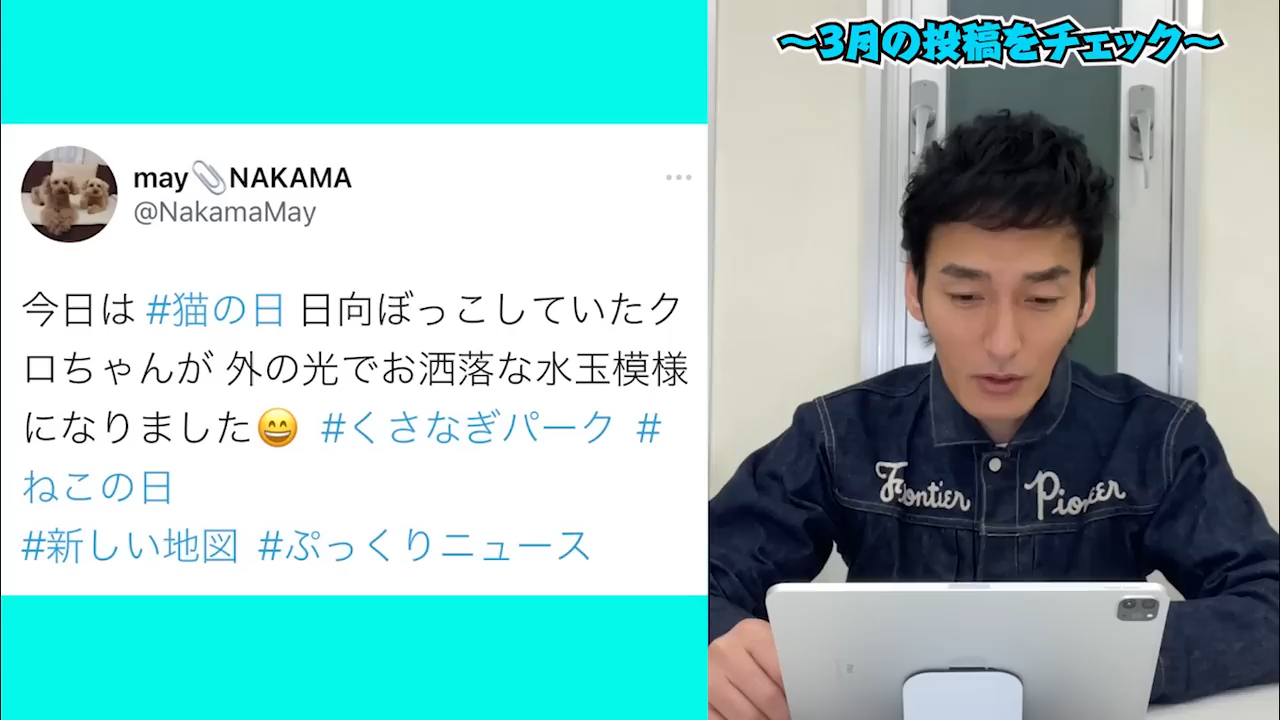 〜3月の投稿をチェック〜
may📎NAKAMA
@NakamaMay
今日は #猫の日 日向ぼっこしていたク
ロちゃんが 外の光でお洒落な水玉模様
になりました😄 #くさなぎパーク #
ねこの日
#新しい地図 #ぷっくりニュース
Frontier Pioneer